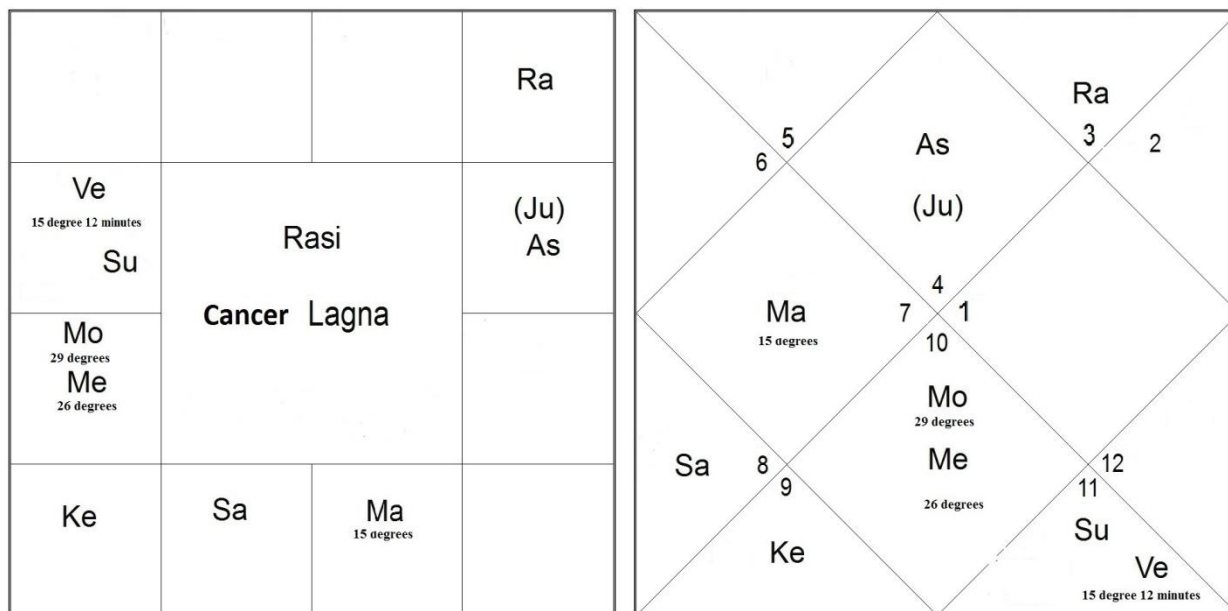 Ra
Ve
15 degree 12 minutes
Su
(Ju)
As
Rasi
Cancer Lagna
Mo
29 degrees
Me
26 degrees
Ke
Sa
Ma
15 degrees
Ra
3
2
5
6
As
(Ju)
4
Ma
15 degrees
7
1
10
Mo
29 degrees
Me
26 degrees
Sa
8
9
12
11
Ke
Su
Ve
15 degree 12 minutes